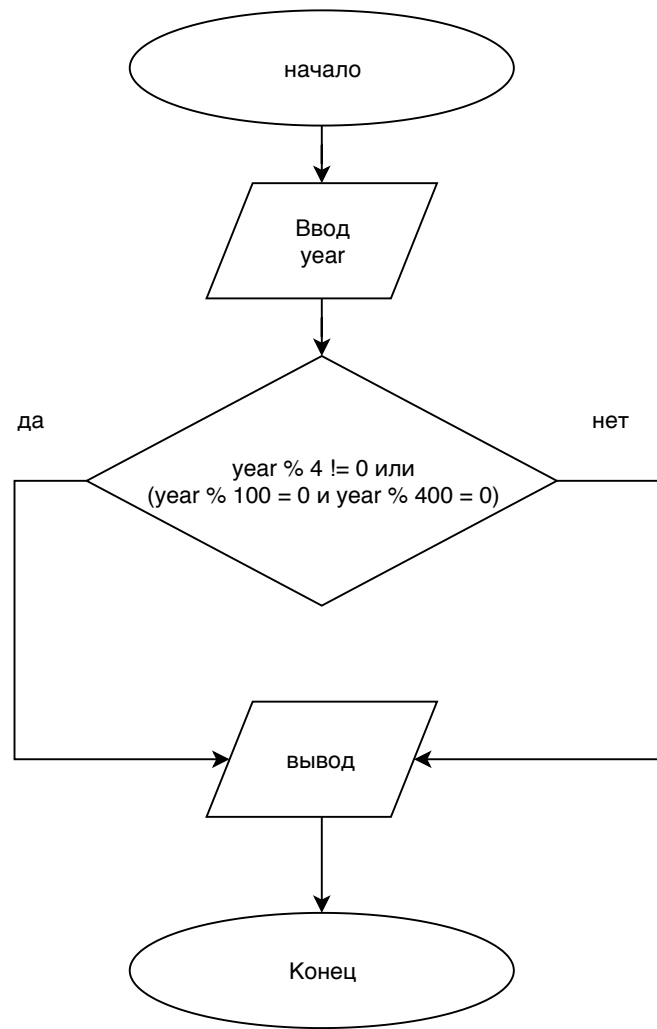 начало
Ввод
year
да
нет
year % 4 != 0 или
(year % 100 = 0 и year % 400 = 0)
вывод
Конец